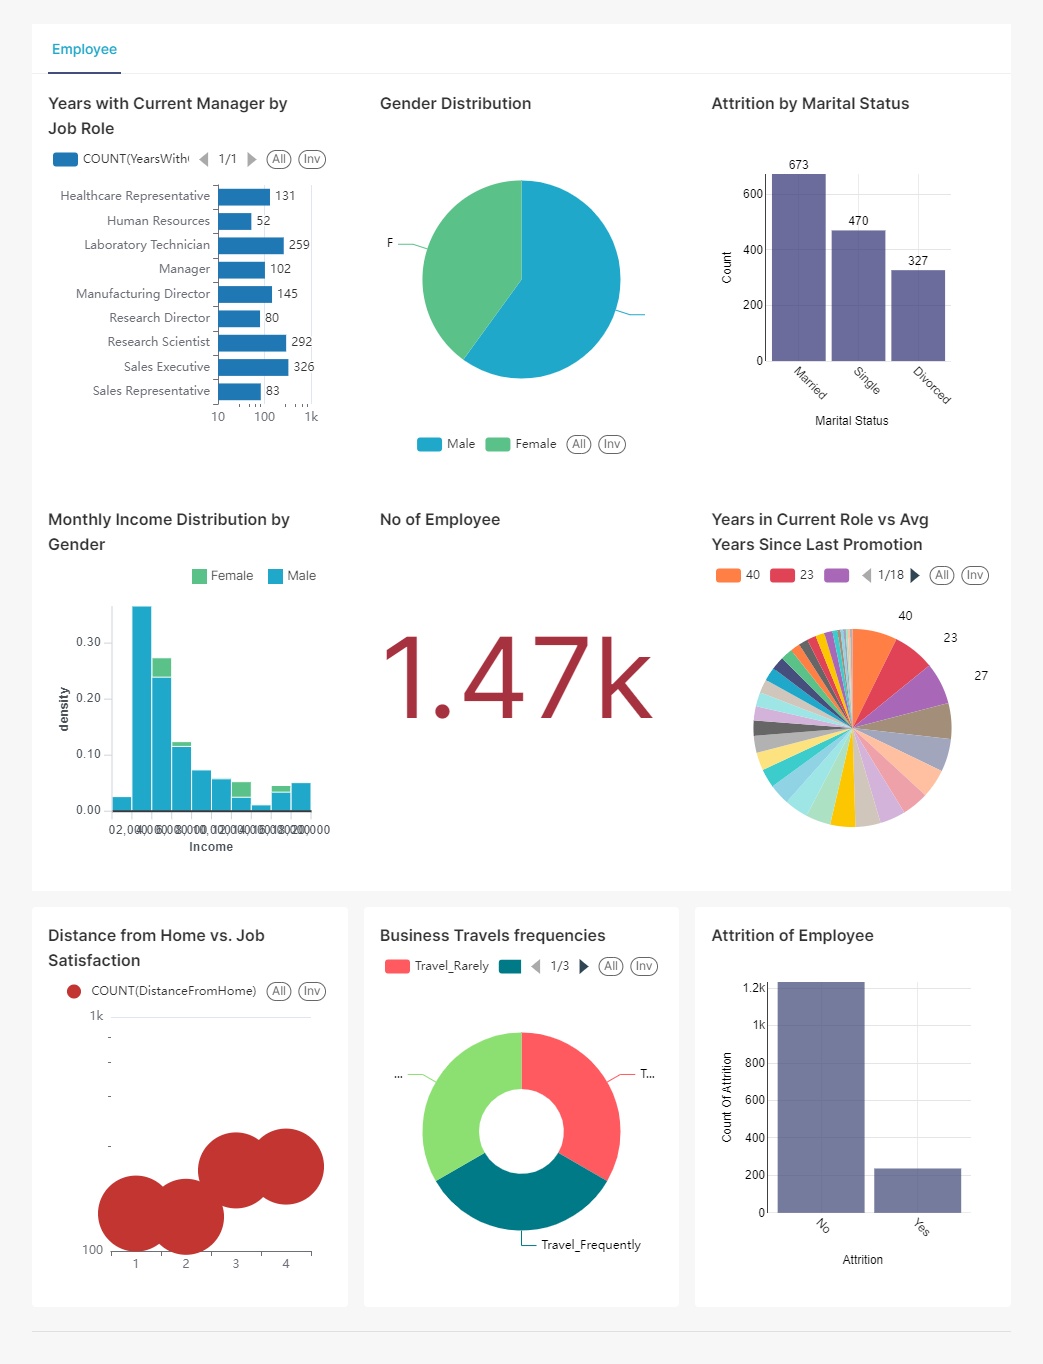 Employee
Years with Current Manager by
Job Role
COUNT(YearsWith
1/1
All
Inv
Healthcare Representative
131
Human Resources
52
Laboratory Technician
259
Manager
102
Manufacturing Director
145
Research Director
80
Research Scientist
292
Sales Executive
326
Sales Representative
83
10
100
1k
Gender Distribution
F
Male
Female
All
Inv
Attrition by Marital Status
Count
600
400
200
0
673
470
327
Married
Single
Divorced
Marital Status
Monthly Income Distribution by
Gender
Female
Male
density
0.30
0.20
0.10
0.00
Income
No of Employee
1.47k
Years in Current Role vs Avg
Years Since Last Promotion
40
23
1/18
All
Inv
40
23
27
Distance from Home vs. Job
Satisfaction
COUNT(DistanceFromHome)
All
Inv
1k
100
1
2
3
4
Business Travels frequencies
Travel_Rarely
1/3
All
Inv
...
T...
Travel_Frequently
Attrition of Employee
Count Of Attrition
1.2k
1k
800
600
400
200
0
No
Yes
Attrition